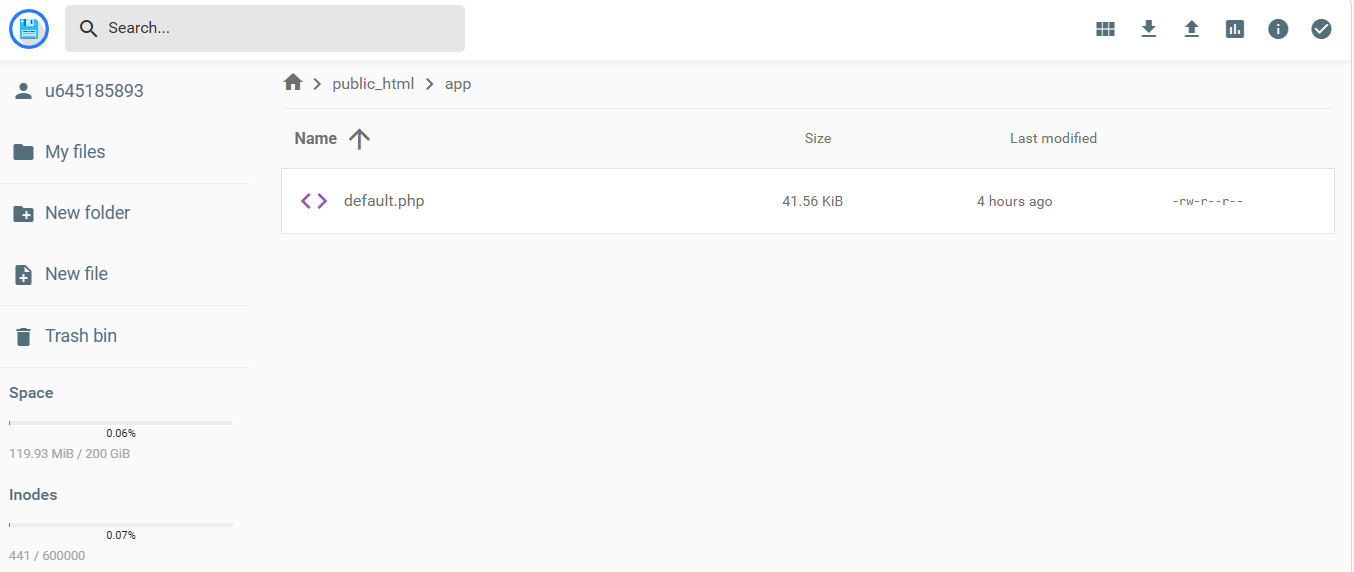 Search...
u645185893
My files
New folder
New file
Trash bin
Space
0.06%
119.93 MiB / 200 GiB
Inodes
0.07%
441 / 600000
public_html app
Name Size Last modified
default.php 41.56 KiB 4 hours ago -rw-r--r--